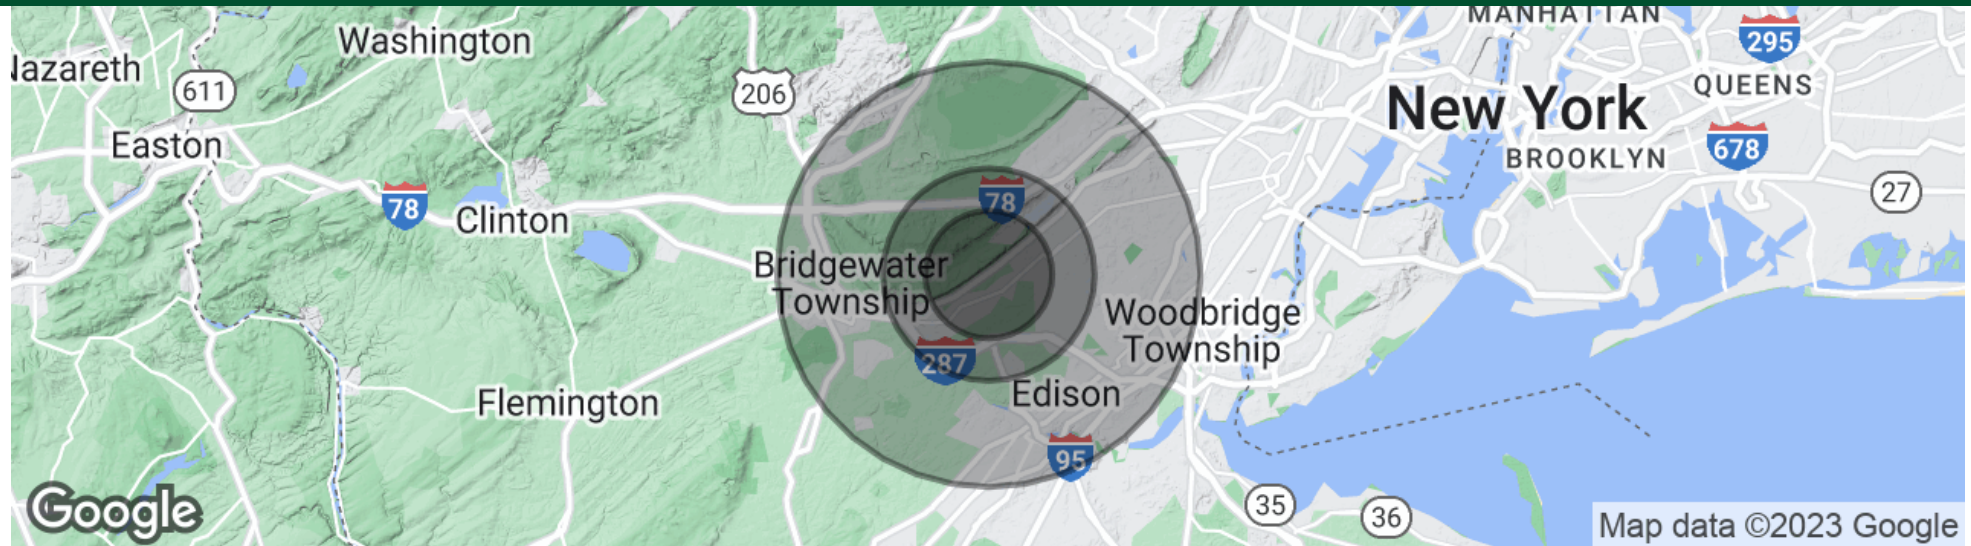 MANHATTAN
Washington
295
Nazareth
QUEENS
611
206
New York
Easton
678
BROOKLYN
27
78
78
Clinton
Bridgewater
Township
Woodbridge
Township
287
Edison
Flemington
95
35
36
Google
Map data ©2023 Google